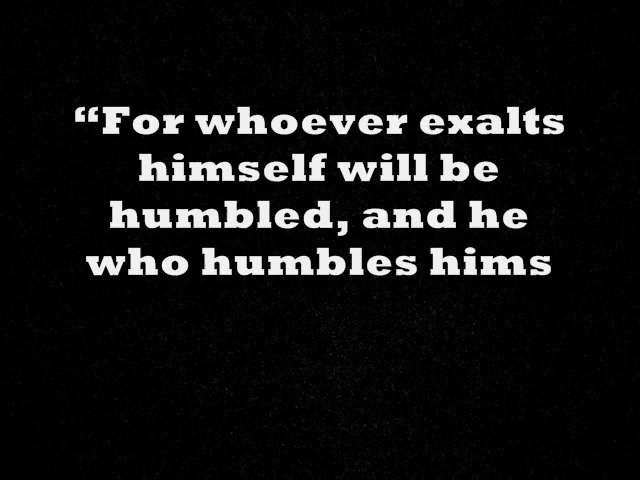 “For whoever exalts
himself will be
humbled, and he
who humbles hims